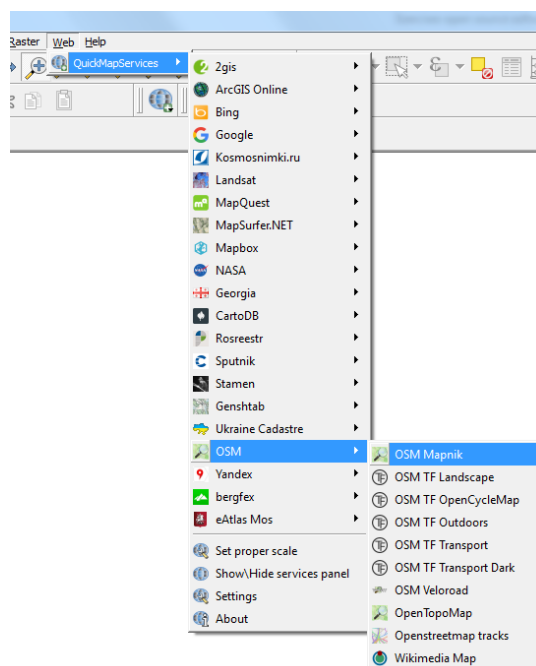 Raster Web Help
QuickMapServices
2gis
ArcGIS Online
Bing
Google
Kosmosnimki.ru
Landsat
MapQuest
MapSurfer.NET
Mapbox
NASA
Georgia
CartoDB
Rosreestr
Sputnik
Stamen
Genshtab
Ukraine Cadastre
OSM
Yandex
bergfex
eAtlas Mos
Set proper scale
Show\Hide services panel
Settings
About
OSM Mapnik
OSM TF Landscape
OSM TF OpenCycleMap
OSM TF Outdoors
OSM TF Transport
OSM TF Transport Dark
OSM Veloroad
OpenTopoMap
Openstreetmap tracks
Wikimedia Map